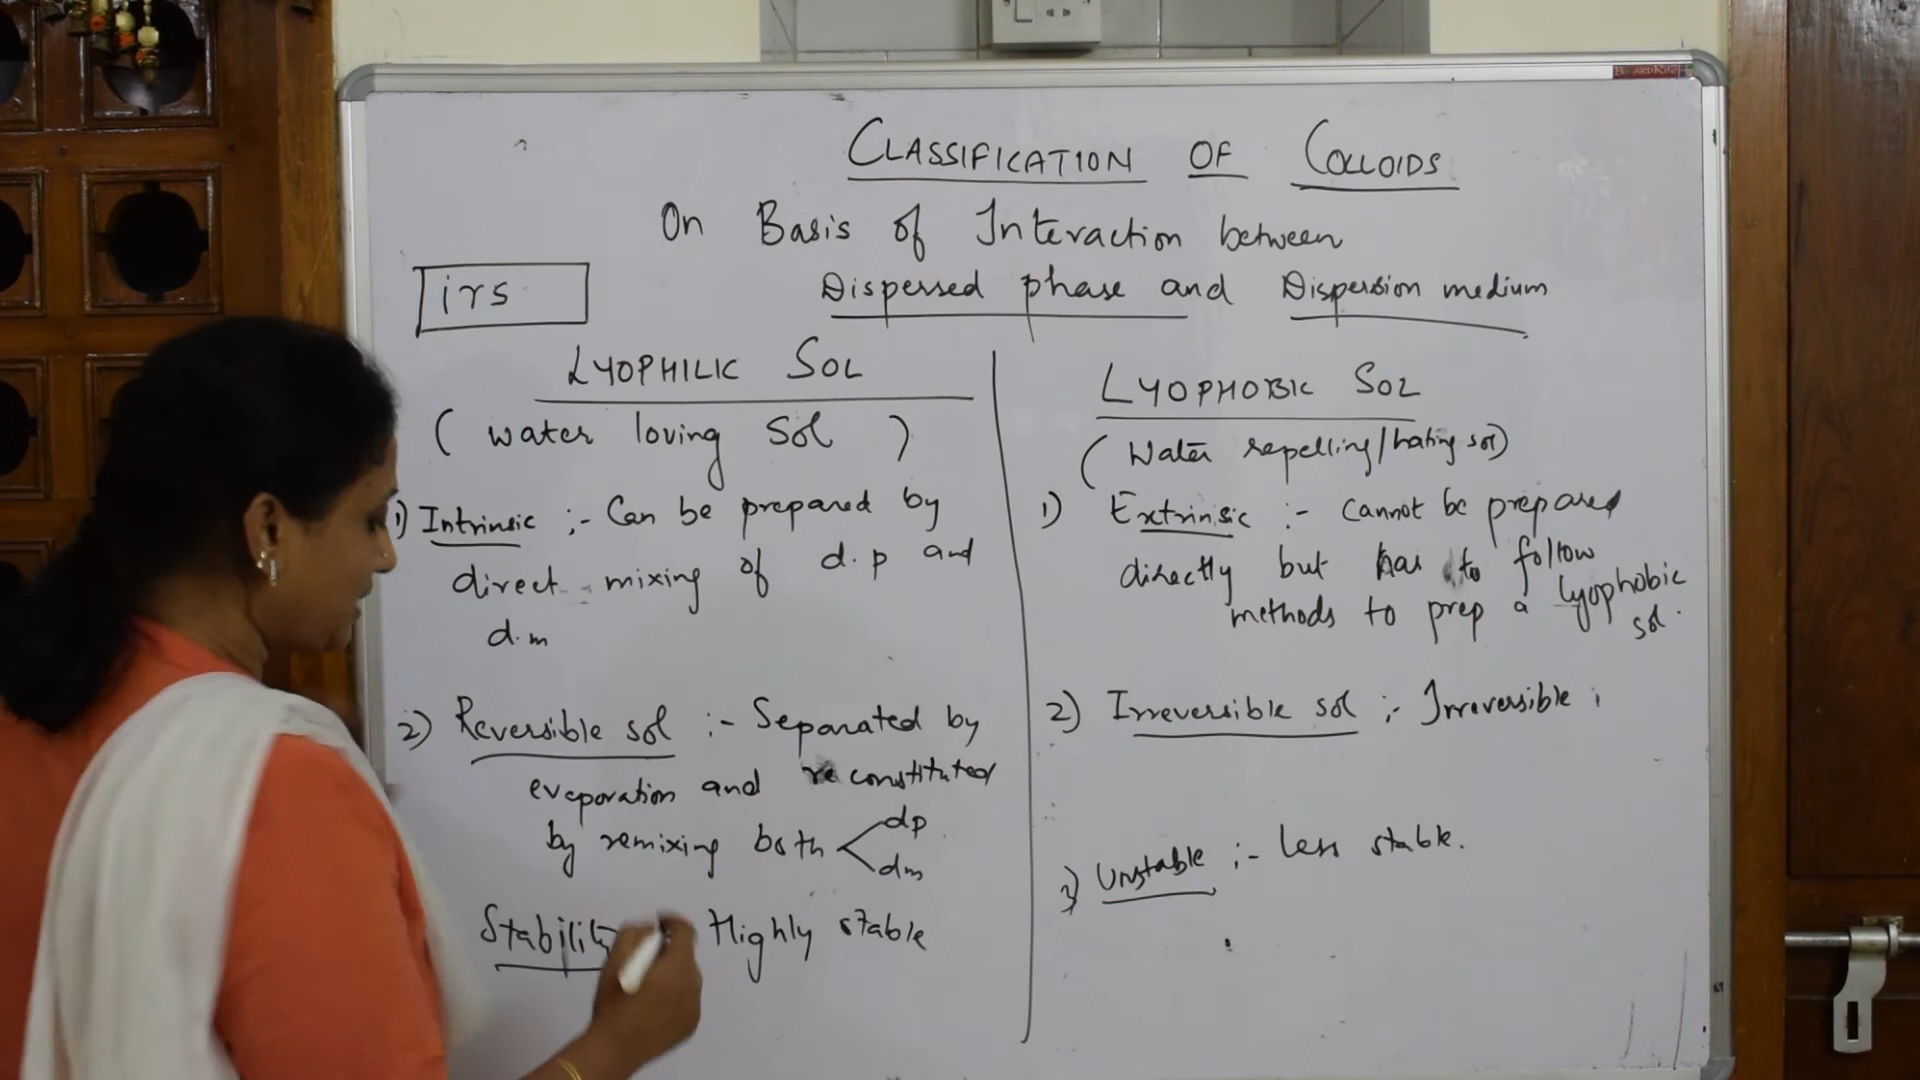 CLASSIFICATION OF COLLOIDS
On Basis of Interaction between
Dispersed phase and Dispersion medium
irs
LYOPHILIC SOL
(water loving sol)
1) Intrinsic :- Can be prepared by
direct mixing of d.p and
d.m
2) Reversible sol :- Separated by
evaporation and reconstituted
by remixing both
dp
dm
Stability Highly stable
LYOPHOBIC SOL
(Water repelling/hating sol)
1) Extrinsic :- Cannot be prepared
directly but has to follow
methods to prep a lyophobic
sol.
2) Irreversible sol :- Irreversible
3) Unstable :- less stable.